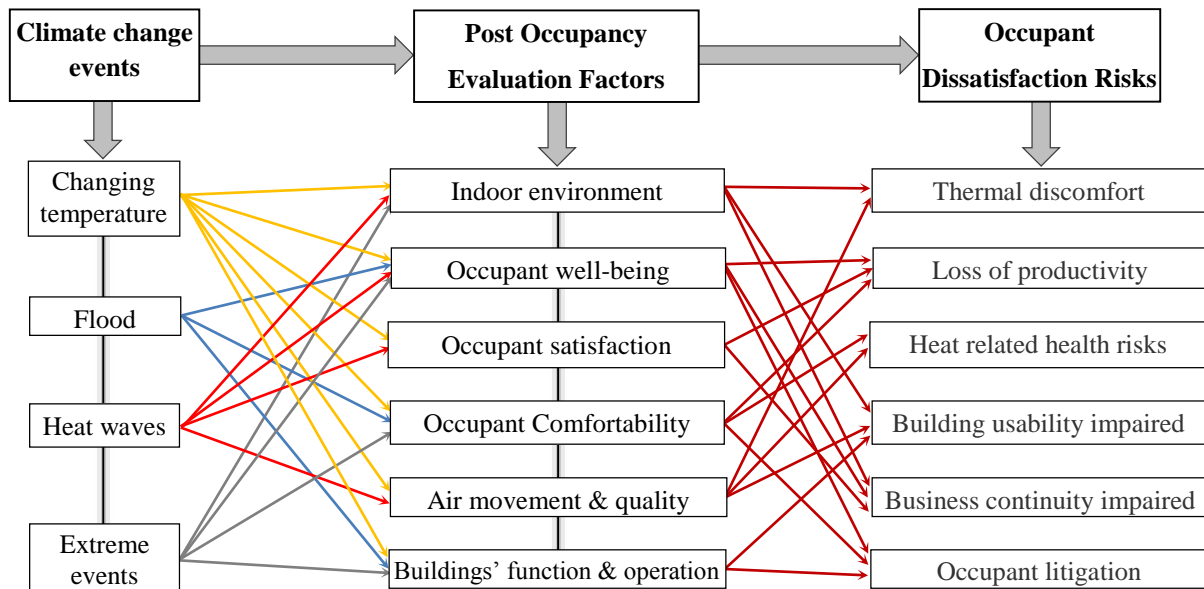 Climate change
events
Post Occupancy
Evaluation Factors
Occupant
Dissatisfaction Risks
Changing
temperature
Flood
Heat waves
Extreme
events
Indoor environment
Occupant well-being
Occupant satisfaction
Occupant Comfortability
Air movement & quality
Buildings’ function & operation
Thermal discomfort
Loss of productivity
Heat related health risks
Building usability impaired
Business continuity impaired
Occupant litigation